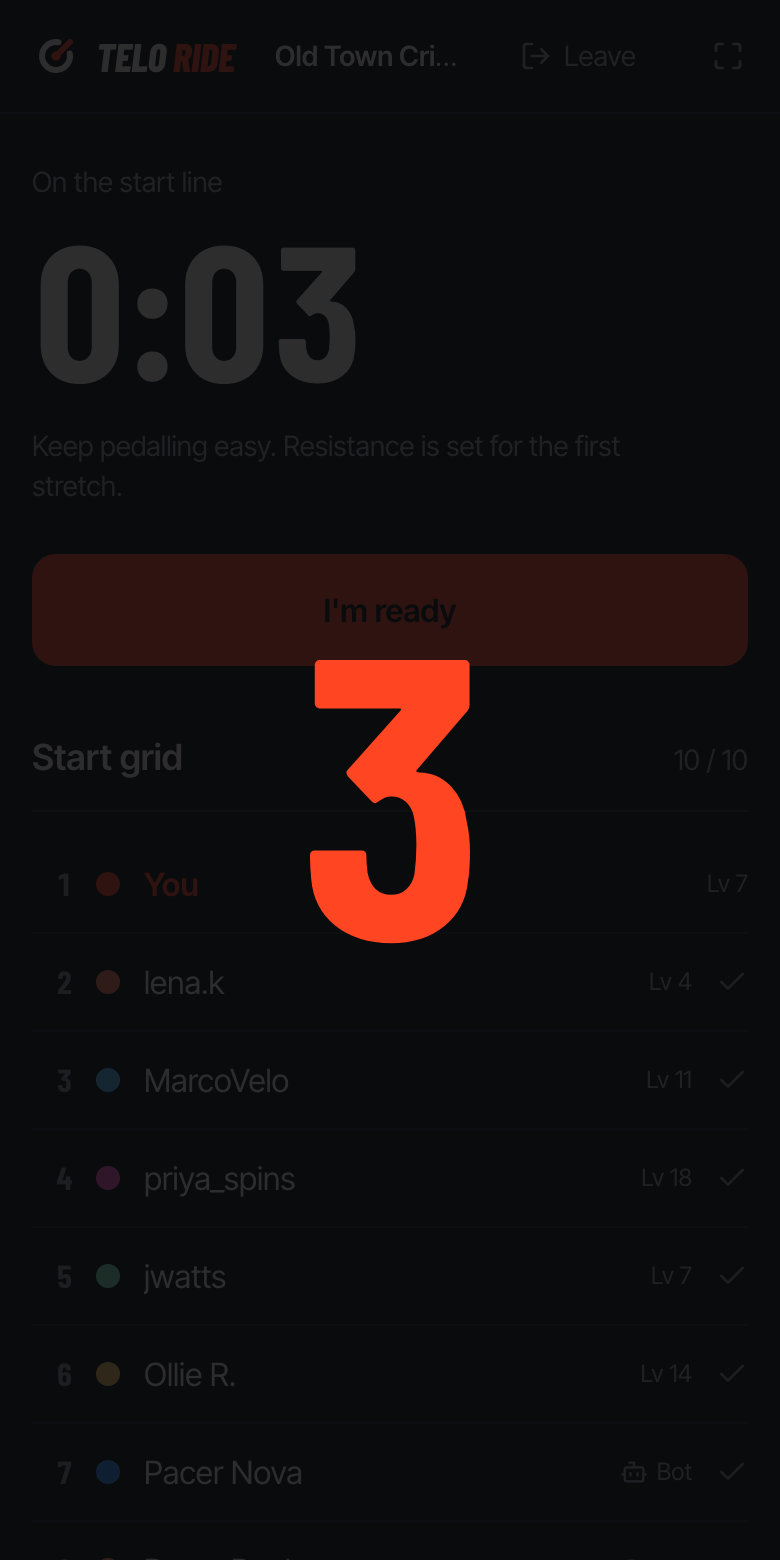 TELO RIDE Old Town Cri... Leave
On the start line
0:03
Keep pedalling easy. Resistance is set for the first
stretch.
I'm ready
3
Start grid 10 / 10
1 You Lv 7
2 lena.k Lv 4
3 MarcoVelo Lv 11
4 priya_spins Lv 18
5 jwatts Lv 7
6 Ollie R. Lv 14
7 Pacer Nova Bot